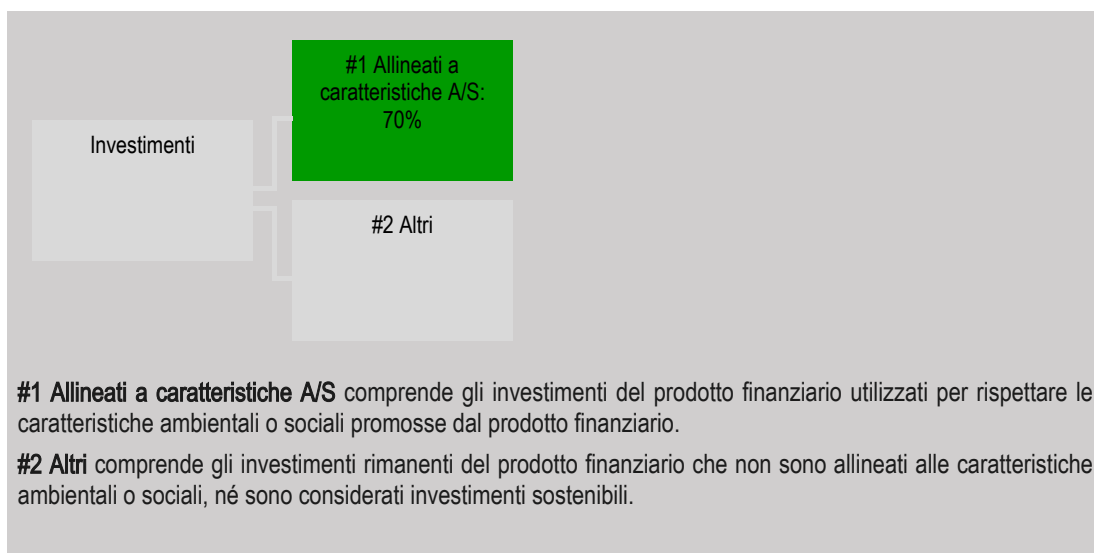 #1 Allineati a
caratteristiche A/S:
70%
Investimenti
#2 Altri
#1 Allineati a caratteristiche A/S comprende gli investimenti del prodotto finanziario utilizzati per rispettare le
caratteristiche ambientali o sociali promosse dal prodotto finanziario.
#2 Altri comprende gli investimenti rimanenti del prodotto finanziario che non sono allineati alle caratteristiche
ambientali o sociali, né sono considerati investimenti sostenibili.